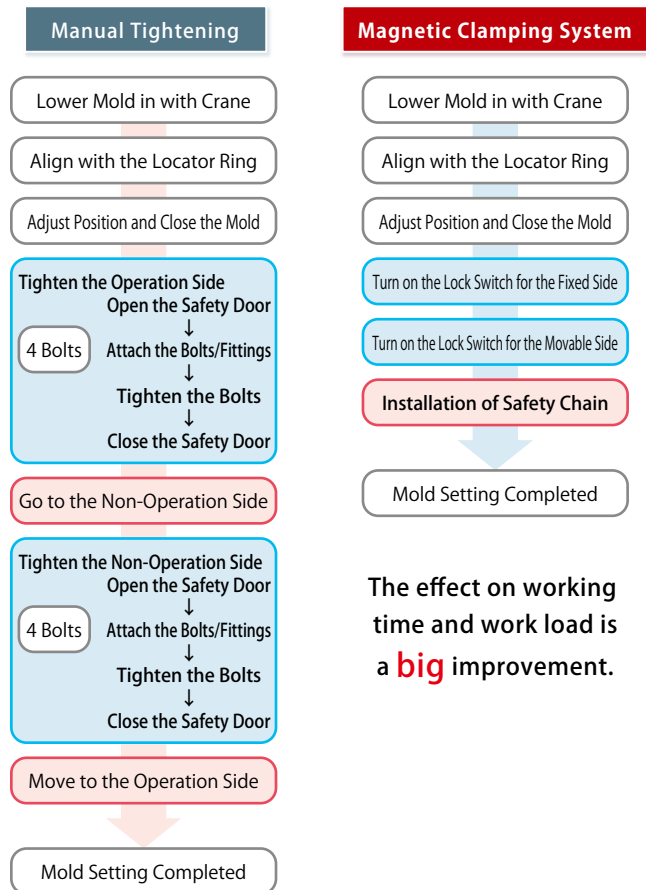 Manual Tightening
Lower Mold in with Crane
Align with the Locator Ring
Adjust Position and Close the Mold
Tighten the Operation Side
Open the Safety Door
↓
4 Bolts
Attach the Bolts/Fittings
↓
Tighten the Bolts
↓
Close the Safety Door
Go to the Non-Operation Side
Tighten the Non-Operation Side
Open the Safety Door
↓
4 Bolts
Attach the Bolts/Fittings
↓
Tighten the Bolts
↓
Close the Safety Door
Move to the Operation Side
Mold Setting Completed
Magnetic Clamping System
Lower Mold in with Crane
Align with the Locator Ring
Adjust Position and Close the Mold
Turn on the Lock Switch for the Fixed Side
Turn on the Lock Switch for the Movable Side
Installation of Safety Chain
Mold Setting Completed
The effect on working
time and work load is
a big improvement.